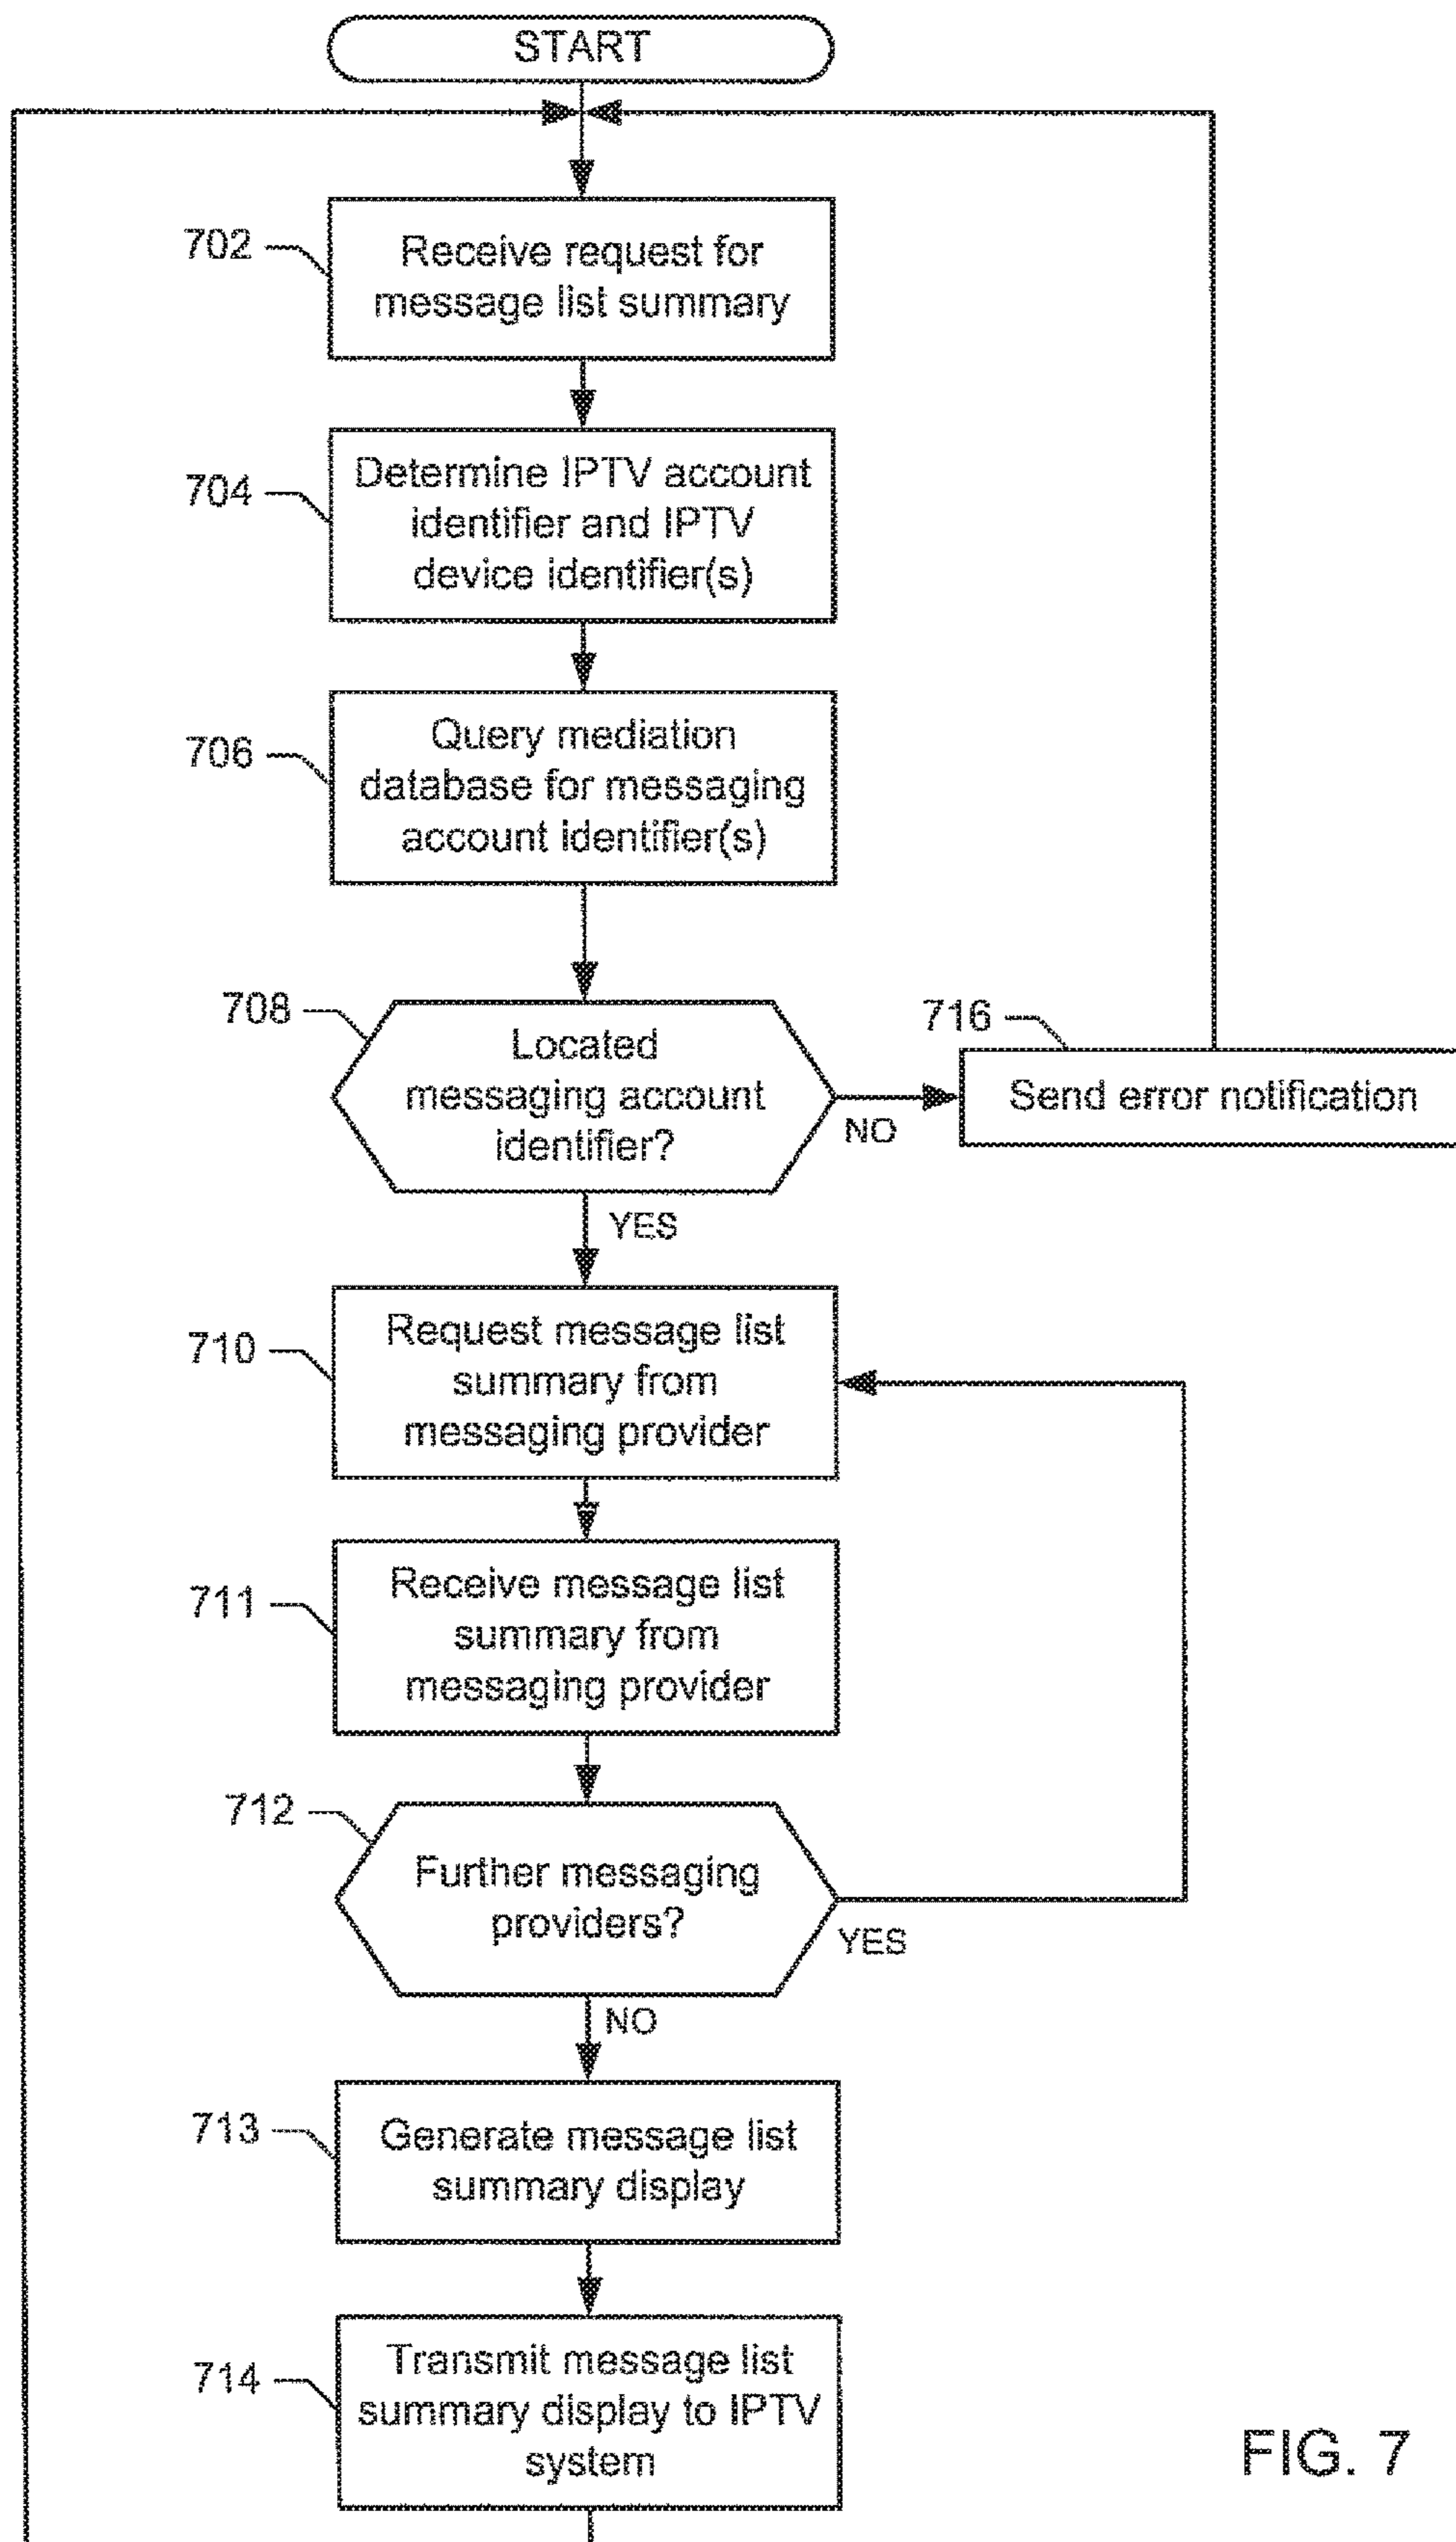 START
702
Receive request for
message list summary
704
Determine IPTV account
identifier and IPTV
device identifier(s)
706
Query mediation
database for messaging
account identifier(s)
708
Located
messaging account
identifier?
NO
716
Send error notification
YES
710
Request message list
summary from
messaging provider
711
Receive message list
summary from
messaging provider
712
Further messaging
providers?
YES
NO
713
Generate message list
summary display
714
Transmit message list
summary display to IPTV
system
FIG. 7